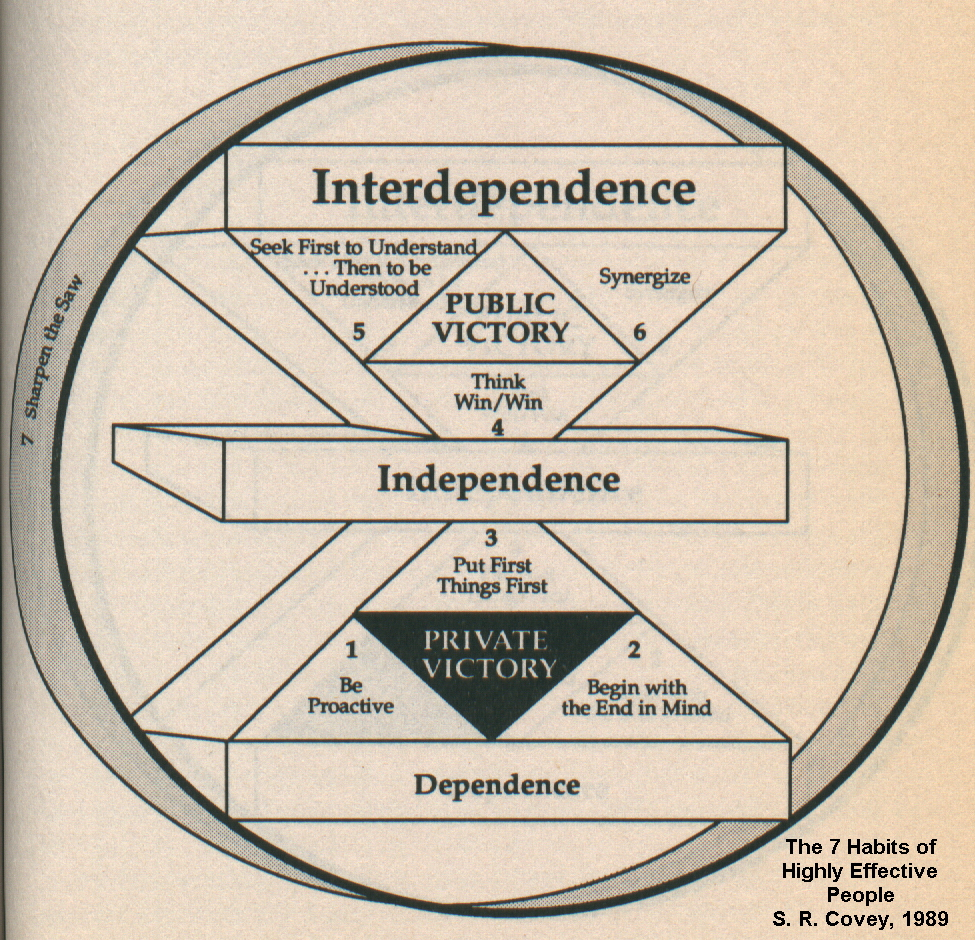 Interdependence
Seek First to Understand
. . . Then to be
Understood
5
PUBLIC
VICTORY
Synergize
6
Think
Win/Win
4
7 Sharpen the Saw
Independence
3
Put First
Things First
1
Be
Proactive
PRIVATE
VICTORY
2
Begin with
the End in Mind
Dependence
The 7 Habits of
Highly Effective
People
S. R. Covey, 1989